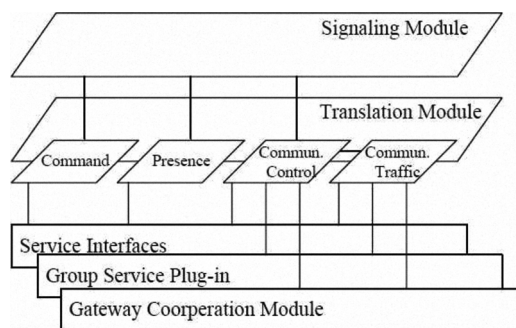 Signaling Module
Translation Module
Command
Presence
Commun.
Control
Commun.
Traffic
Service Interfaces
Group Service Plug-in
Gateway Coorperation Module